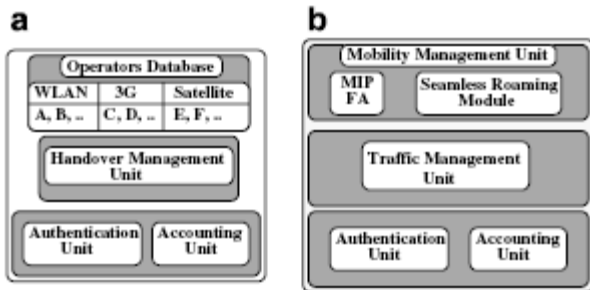 a
Operators Database
WLAN 3G Satellite
A, B, .. C, D, .. E, F, ..
Handover Management
Unit
Authentication Accounting
Unit Unit
b
Mobility Management Unit
MIP
FA
Seamless Roaming
Module
Traffic Management
Unit
Authentication Accounting
Unit Unit